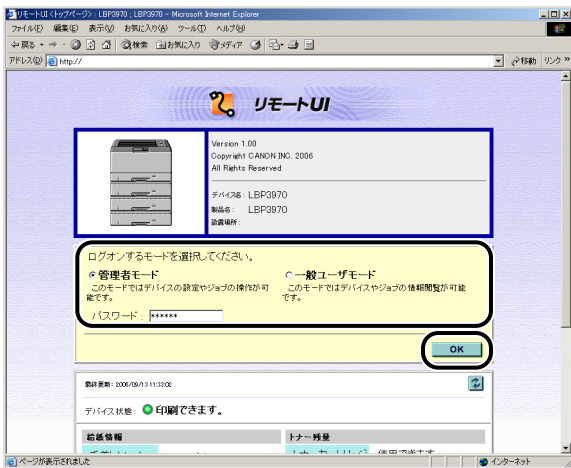 リモートUI <トップページ> : LBP3970 ; LBP3970 - Microsoft Internet Explorer
ファイル(F) 編集(E) 表示(V) お気に入り(A) ツール(T) ヘルプ(H)
戻る 検索 お気に入り メディア
アドレス(D) http:// 移動 リンク »
リモートUI
Version 1.00
Copyright CANON INC. 2006
All Rights Reserved
デバイス名 : LBP3970
製品名 : LBP3970
設置場所 :
ログオンするモードを選択してください。
管理者モード 一般ユーザモード
このモードではデバイスの設定やジョブの操作が可能です。 このモードではデバイスやジョブの情報閲覧が可能です。
パスワード : ******
OK
最終更新 : 2006/09/13 11:33:02
デバイス状態 : 印刷できます。
給紙情報 トナー残量
ページが表示されました インターネット